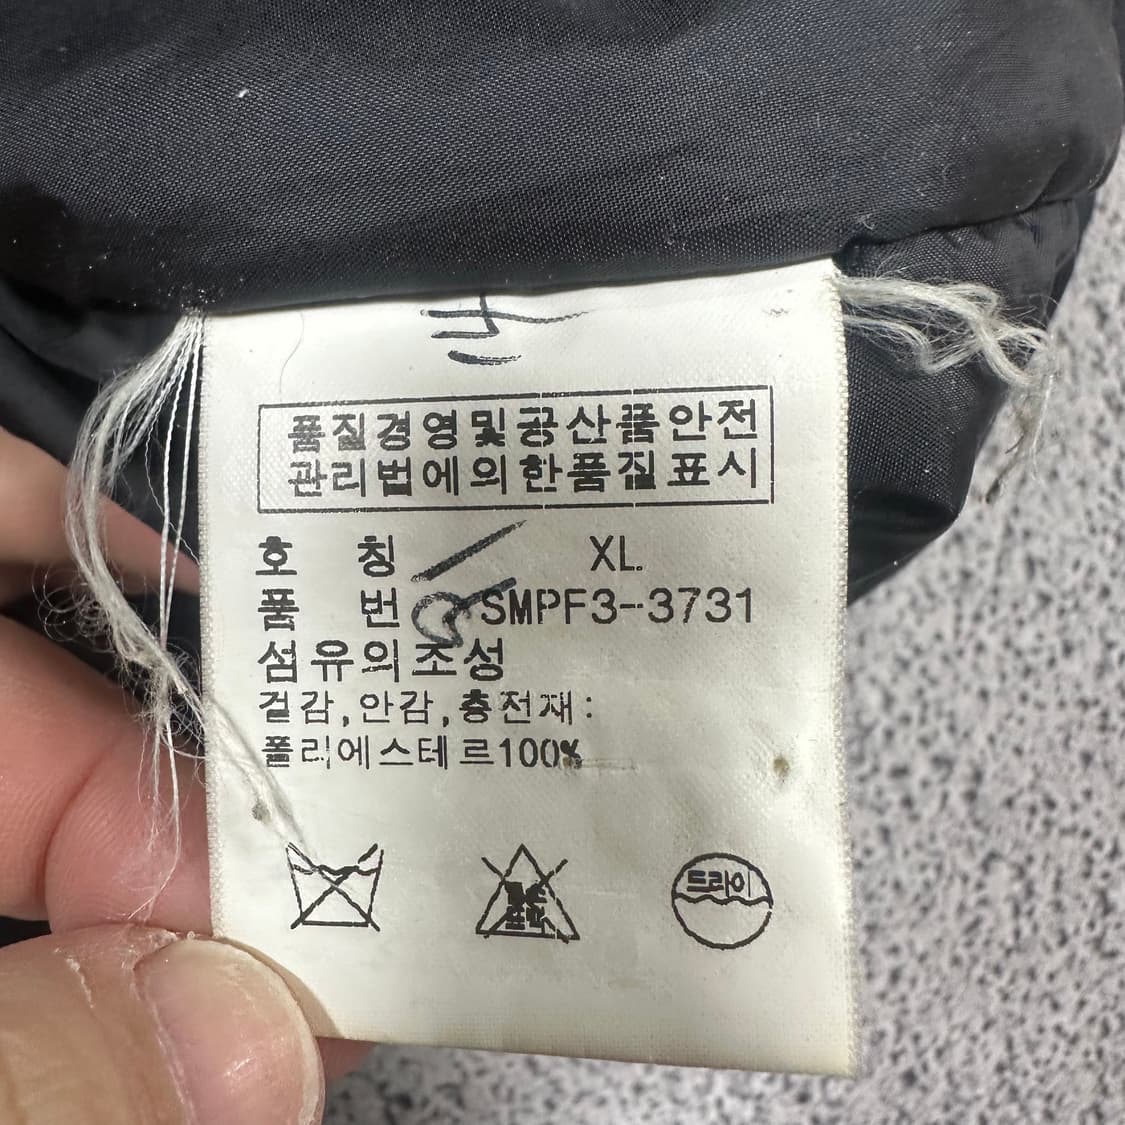 품질경영및공산품안전
관리법에의한품질표시
호 칭 XL
품 번 SMPF3-3731
섬유의조성
겉감,안감,충전재:
폴리에스테르100%
드라이